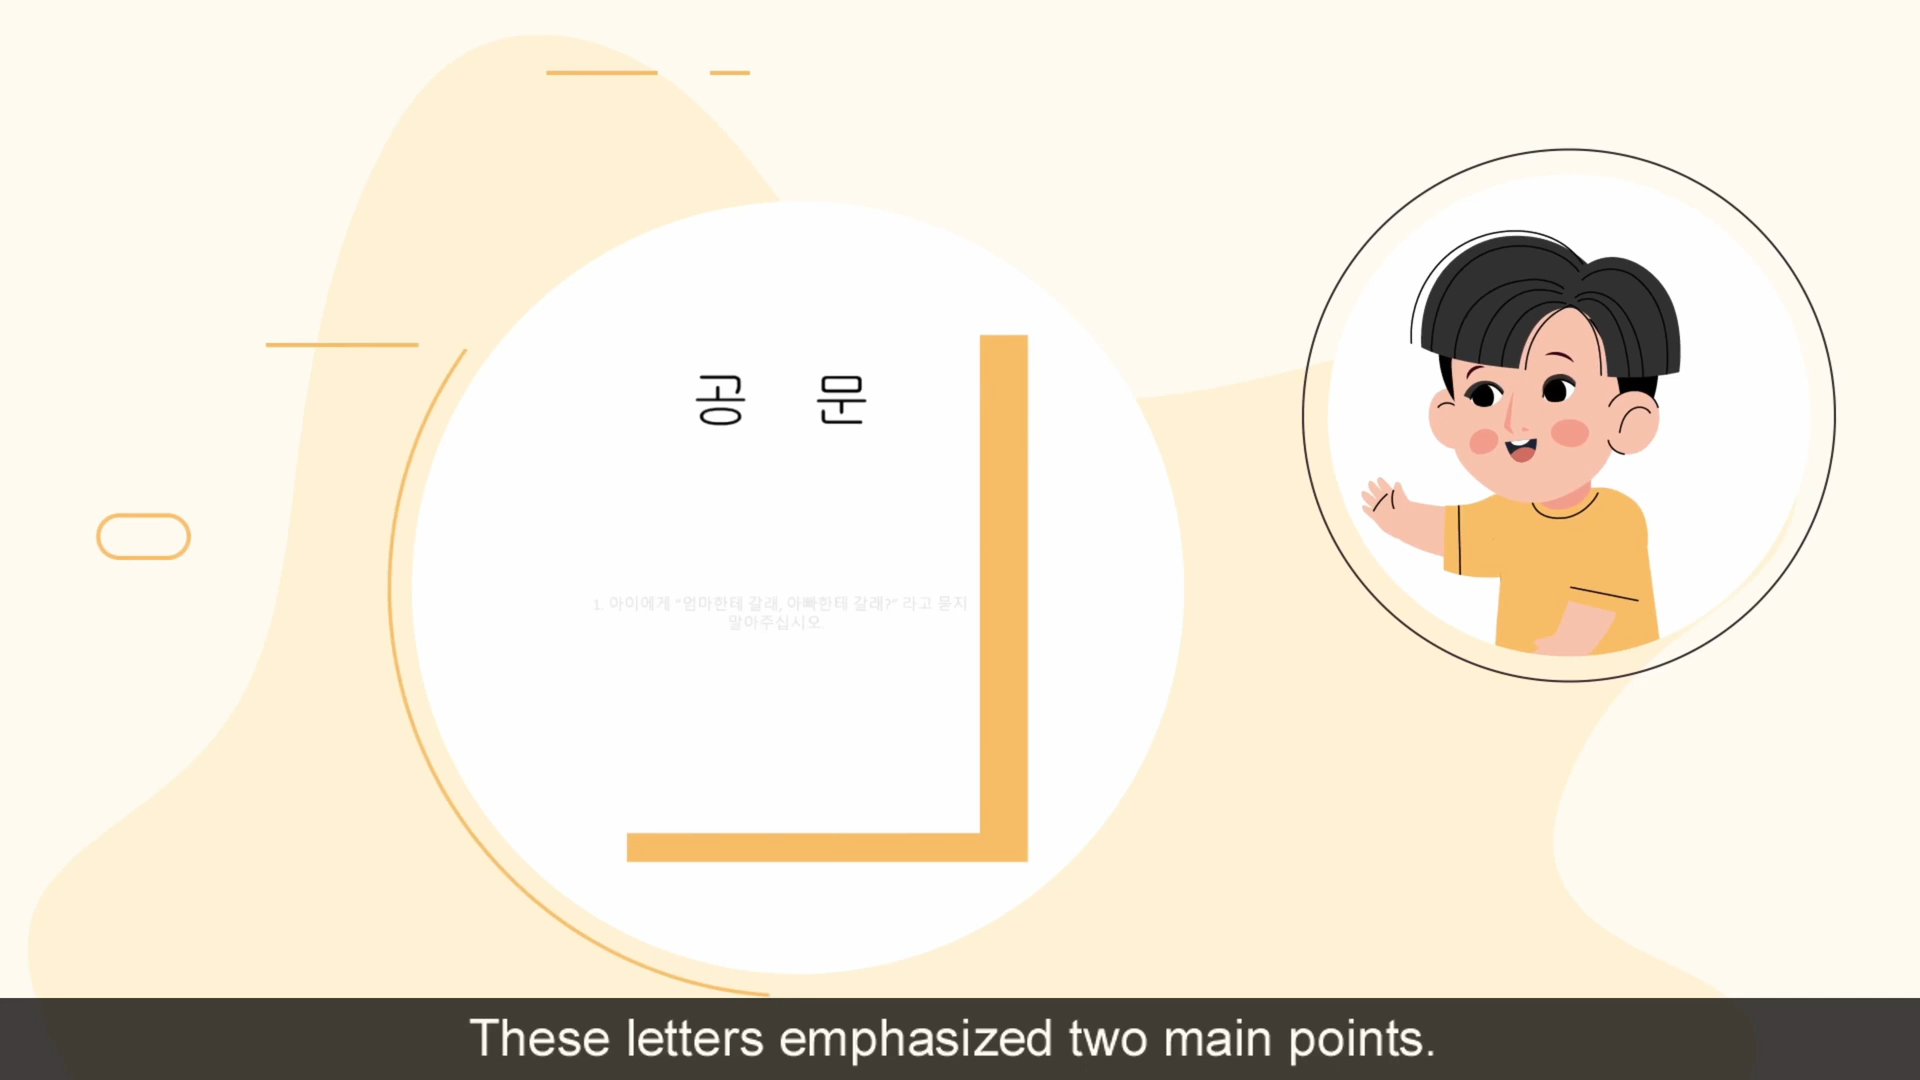 공 문
1. 아이에게 "엄마한테 갈래, 아빠한테 갈래?" 라고 묻지
말아주십시오.
These letters emphasized two main points.